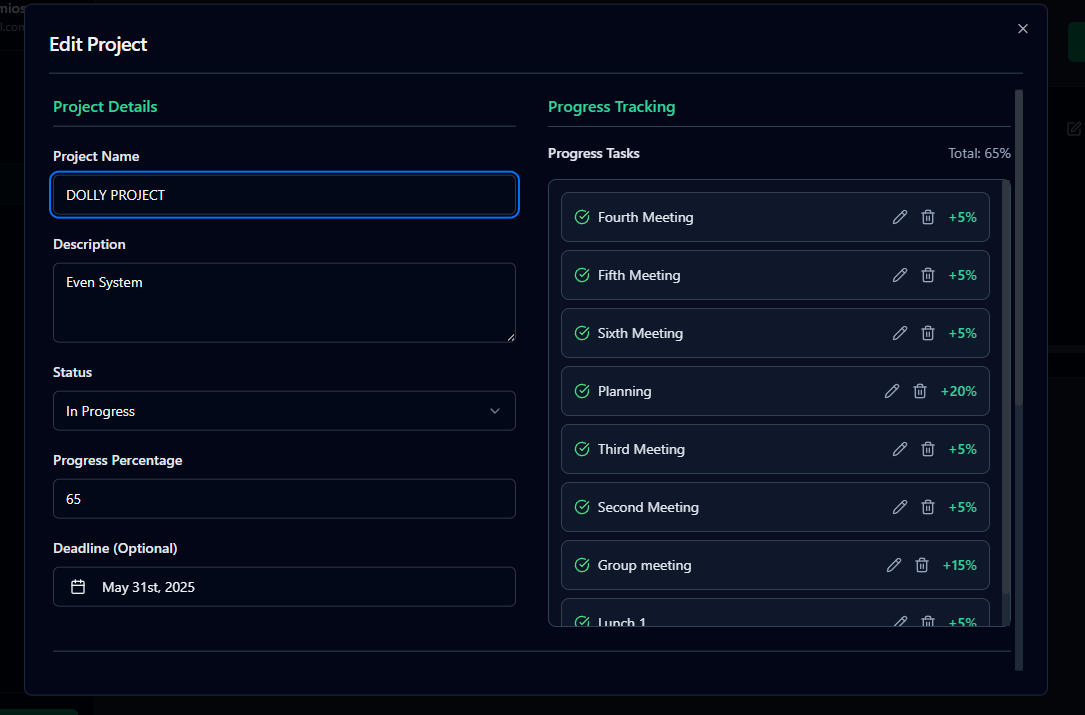 Edit Project
Project Details
Project Name
DOLLY PROJECT
Description
Even System
Status
In Progress
Progress Percentage
65
Deadline (Optional)
May 31st, 2025
Progress Tracking
Progress Tasks
Total: 65%
Fourth Meeting +5%
Fifth Meeting +5%
Sixth Meeting +5%
Planning +20%
Third Meeting +5%
Second Meeting +5%
Group meeting +15%
Lunch 1 +5%